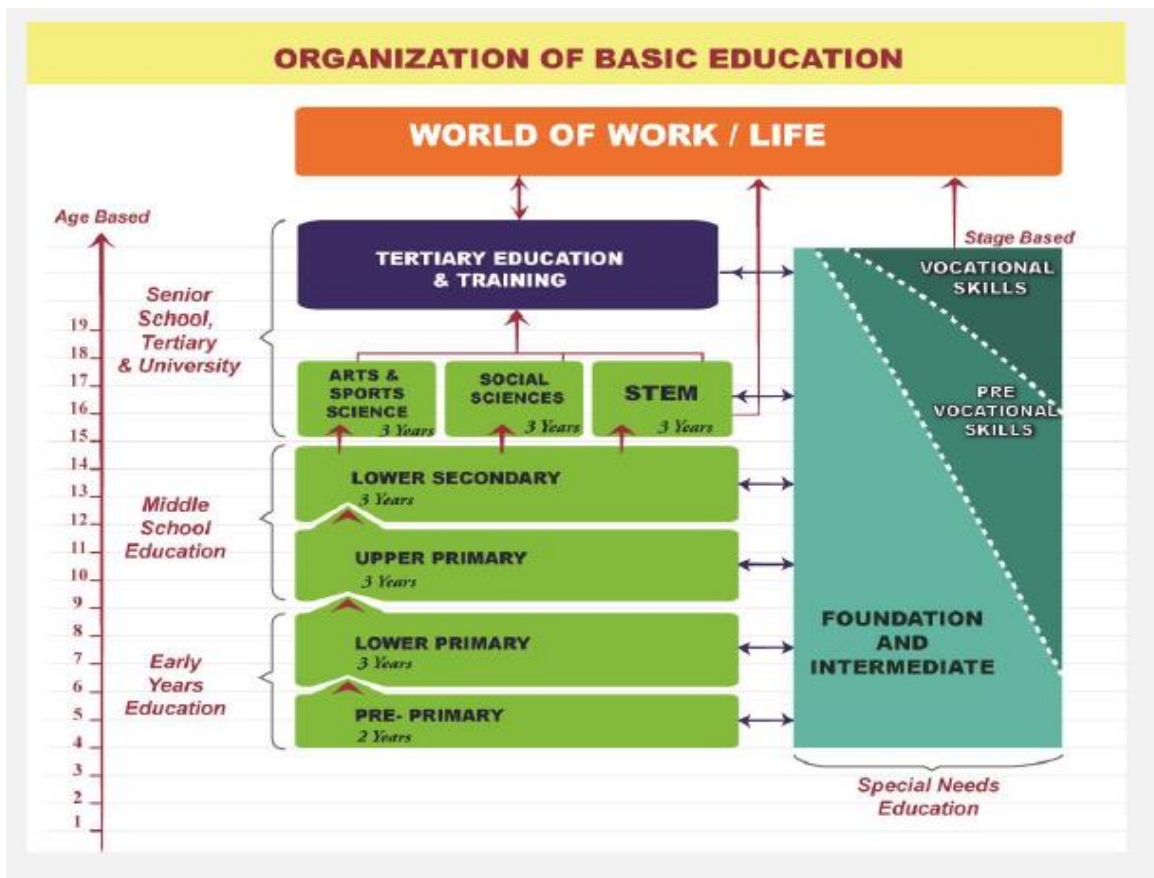 ORGANIZATION OF BASIC EDUCATION
WORLD OF WORK / LIFE
Age Based
Stage Based
Senior
School,
Tertiary
& University
TERTIARY EDUCATION
& TRAINING
VOCATIONAL
SKILLS
ARTS &
SPORTS
SCIENCE
3 Years
SOCIAL
SCIENCES
3 Years
STEM
3 Years
PRE
VOCATIONAL
SKILLS
Middle
School
Education
LOWER SECONDARY
3 Years
UPPER PRIMARY
3 Years
Early
Years
Education
LOWER PRIMARY
3 Years
PRE- PRIMARY
2 Years
FOUNDATION
AND
INTERMEDIATE
Special Needs
Education
19
18
17
16
15
14
13
12
11
10
9
8
7
6
5
4
3
2
1